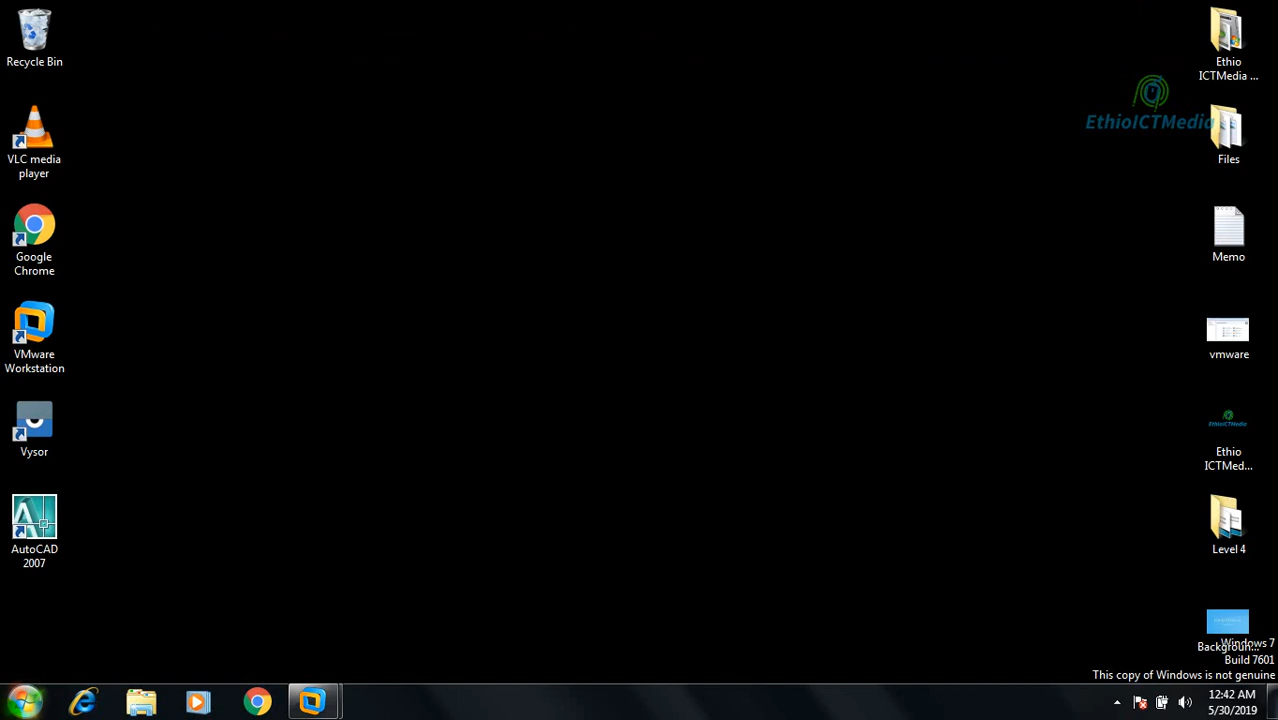 Recycle Bin
VLC media
player
Google
Chrome
VMware
Workstation
Vysor
AutoCAD
2007
Ethio
ICTMedia ...
EthioICTMedia
Files
Memo
vmware
EthioICTMedia
Ethio
ICTMed...
Level 4
Backgroun...
Windows 7
Build 7601
This copy of Windows is not genuine
12:42 AM
5/30/2019